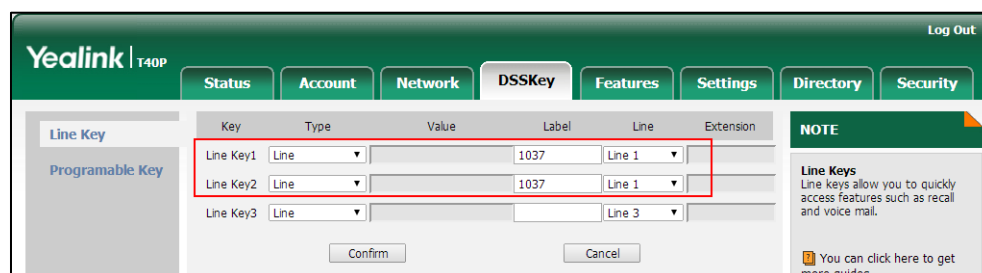 Log Out
Yealink T40P
Status Account Network DSSKey Features Settings Directory Security
Line Key
Programable Key
Key Type Value Label Line Extension
Line Key1 Line 1037 Line 1
Line Key2 Line 1037 Line 1
Line Key3 Line Line 3
Confirm Cancel
NOTE
Line Keys
Line keys allow you to quickly
access features such as recall
and voice mail.
You can click here to get
more guides